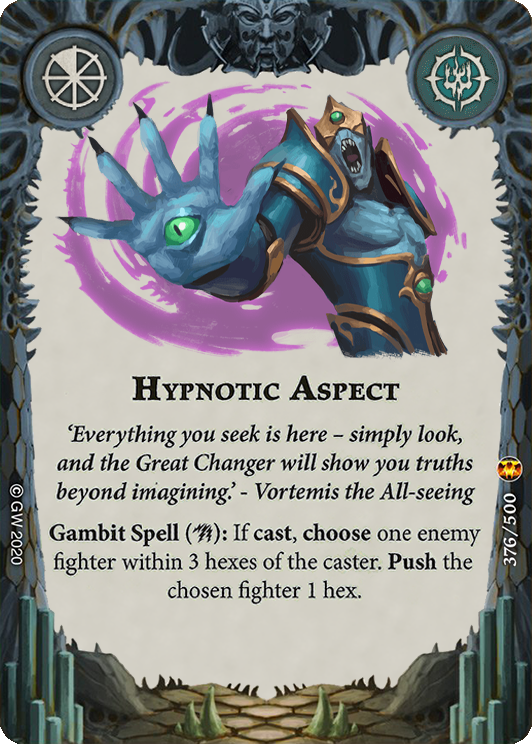 Hypnotic Aspect
‘Everything you seek is here – simply look,
and the Great Changer will show you truths
beyond imagining.’ - Vortemis the All-seeing
Gambit Spell (): If cast, choose one enemy
fighter within 3 hexes of the caster. Push the
chosen fighter 1 hex.
© GW 2020
376/500